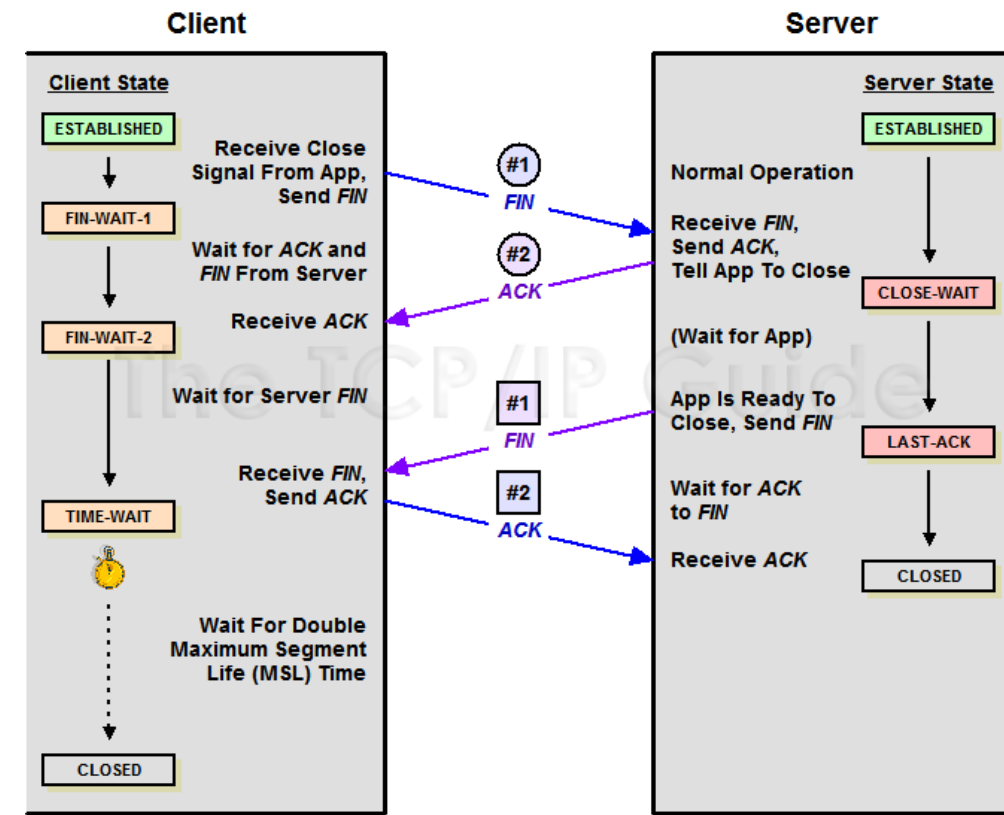 Client
Server
Client State
ESTABLISHED
FIN-WAIT-1
FIN-WAIT-2
TIME-WAIT
CLOSED
Receive Close
Signal From App,
Send FIN
Wait for ACK and
FIN From Server
Receive ACK
Wait for Server FIN
Receive FIN,
Send ACK
Wait For Double
Maximum Segment
Life (MSL) Time
#1
FIN
#2
ACK
#1
FIN
#2
ACK
Normal Operation
Receive FIN,
Send ACK,
Tell App To Close
(Wait for App)
App Is Ready To
Close, Send FIN
Wait for ACK
to FIN
Receive ACK
Server State
ESTABLISHED
CLOSE-WAIT
LAST-ACK
CLOSED
The TCP/IP Guide